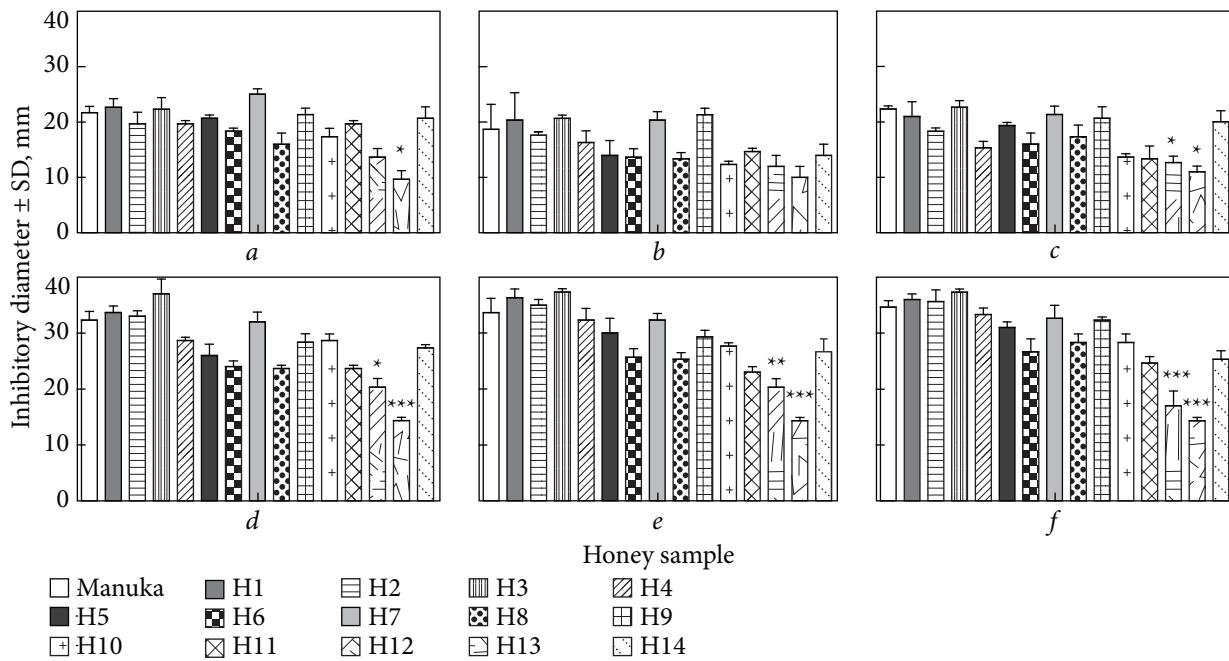 Inhibitory diameter ± SD, mm
40
30
20
10
0
*
a
b
* *
c
40
30
20
10
0
* ***
d
** ***
e
*** ***
f
Honey sample
Manuka H1 H2 H3 H4
H5 H6 H7 H8 H9
H10 H11 H12 H13 H14